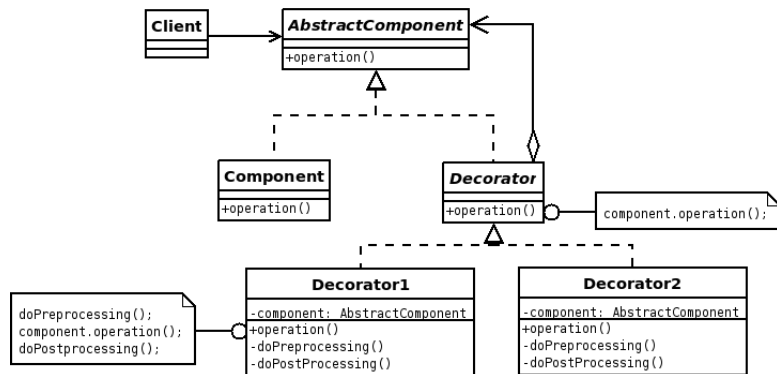 Client
AbstractComponent
+operation()
Component
+operation()
Decorator
+operation()
component.operation();
doPreprocessing();
component.operation();
doPostprocessing();
Decorator1
-component: AbstractComponent
+operation()
-doPreprocessing()
-doPostProcessing()
Decorator2
-component: AbstractComponent
+operation()
-doPreprocessing()
-doPostProcessing()